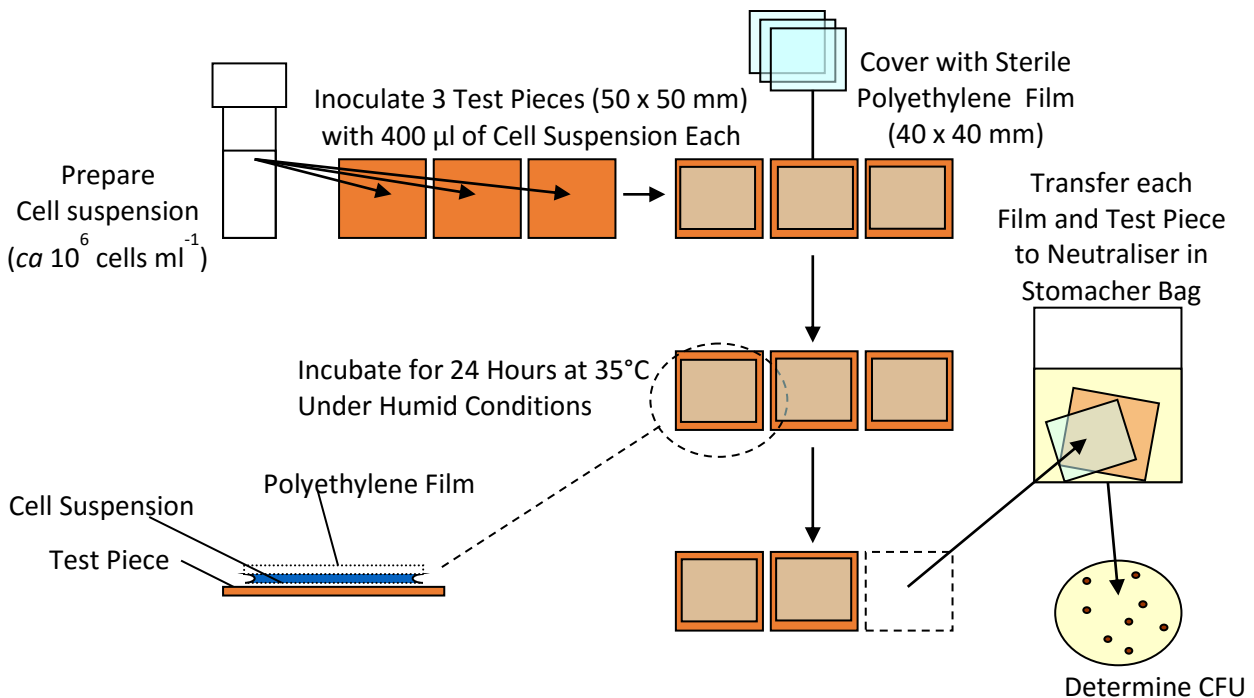 Prepare
Cell suspension
(ca 10⁶ cells ml⁻¹)
Inoculate 3 Test Pieces (50 x 50 mm)
with 400 µl of Cell Suspension Each
Cover with Sterile
Polyethylene Film
(40 x 40 mm)
Transfer each
Film and Test Piece
to Neutraliser in
Stomacher Bag
Incubate for 24 Hours at 35°C
Under Humid Conditions
Polyethylene Film
Cell Suspension
Test Piece
Determine CFU